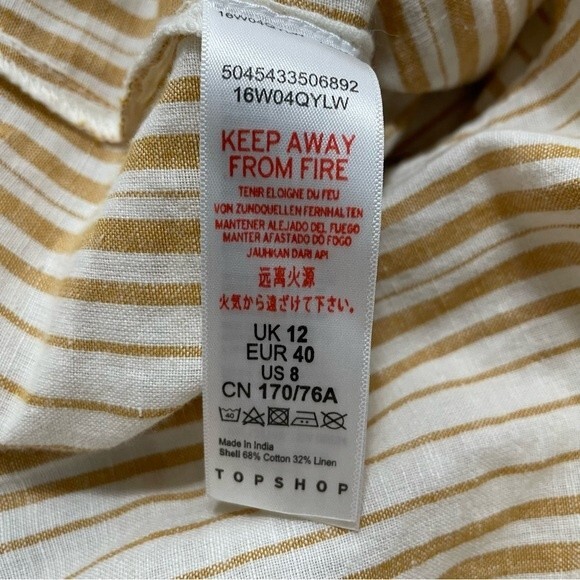 5045433506892
16W04QYLW
KEEP AWAY
FROM FIRE
TENIR ELOIGNE DU FEU
VON ZUNDQUELLEN FERNHALTEN
MANTENER ALEJADO DEL FUEGO
MANTER AFASTADO DO FOGO
JAUHKAN DARI API
远离火源
火気から遠ざけて下さい。
UK 12
EUR 40
US 8
CN 170/76A
40
Made In India
Shell 68% Cotton 32% Linen
TOPSHOP